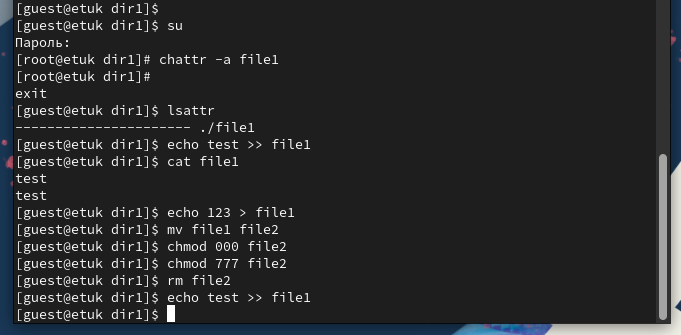 [guest@etuk dir1]$
[guest@etuk dir1]$ su
Пароль:
[root@etuk dir1]# chattr -a file1
[root@etuk dir1]#
exit
[guest@etuk dir1]$ lsattr
---------------------- ./file1
[guest@etuk dir1]$ echo test >> file1
[guest@etuk dir1]$ cat file1
test
test
[guest@etuk dir1]$ echo 123 > file1
[guest@etuk dir1]$ mv file1 file2
[guest@etuk dir1]$ chmod 000 file2
[guest@etuk dir1]$ chmod 777 file2
[guest@etuk dir1]$ rm file2
[guest@etuk dir1]$ echo test >> file1
[guest@etuk dir1]$